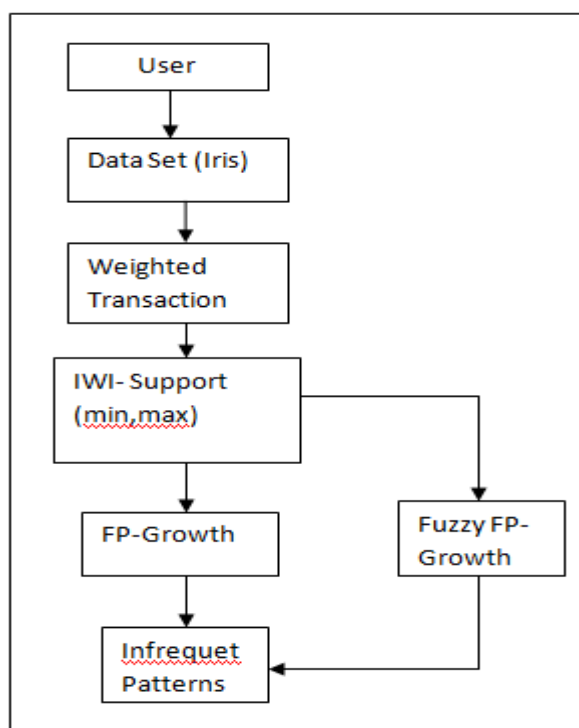 User
Data Set (Iris)
Weighted
Transaction
IWI- Support
(min,max)
FP-Growth
Fuzzy FP-
Growth
Infrequet
Patterns